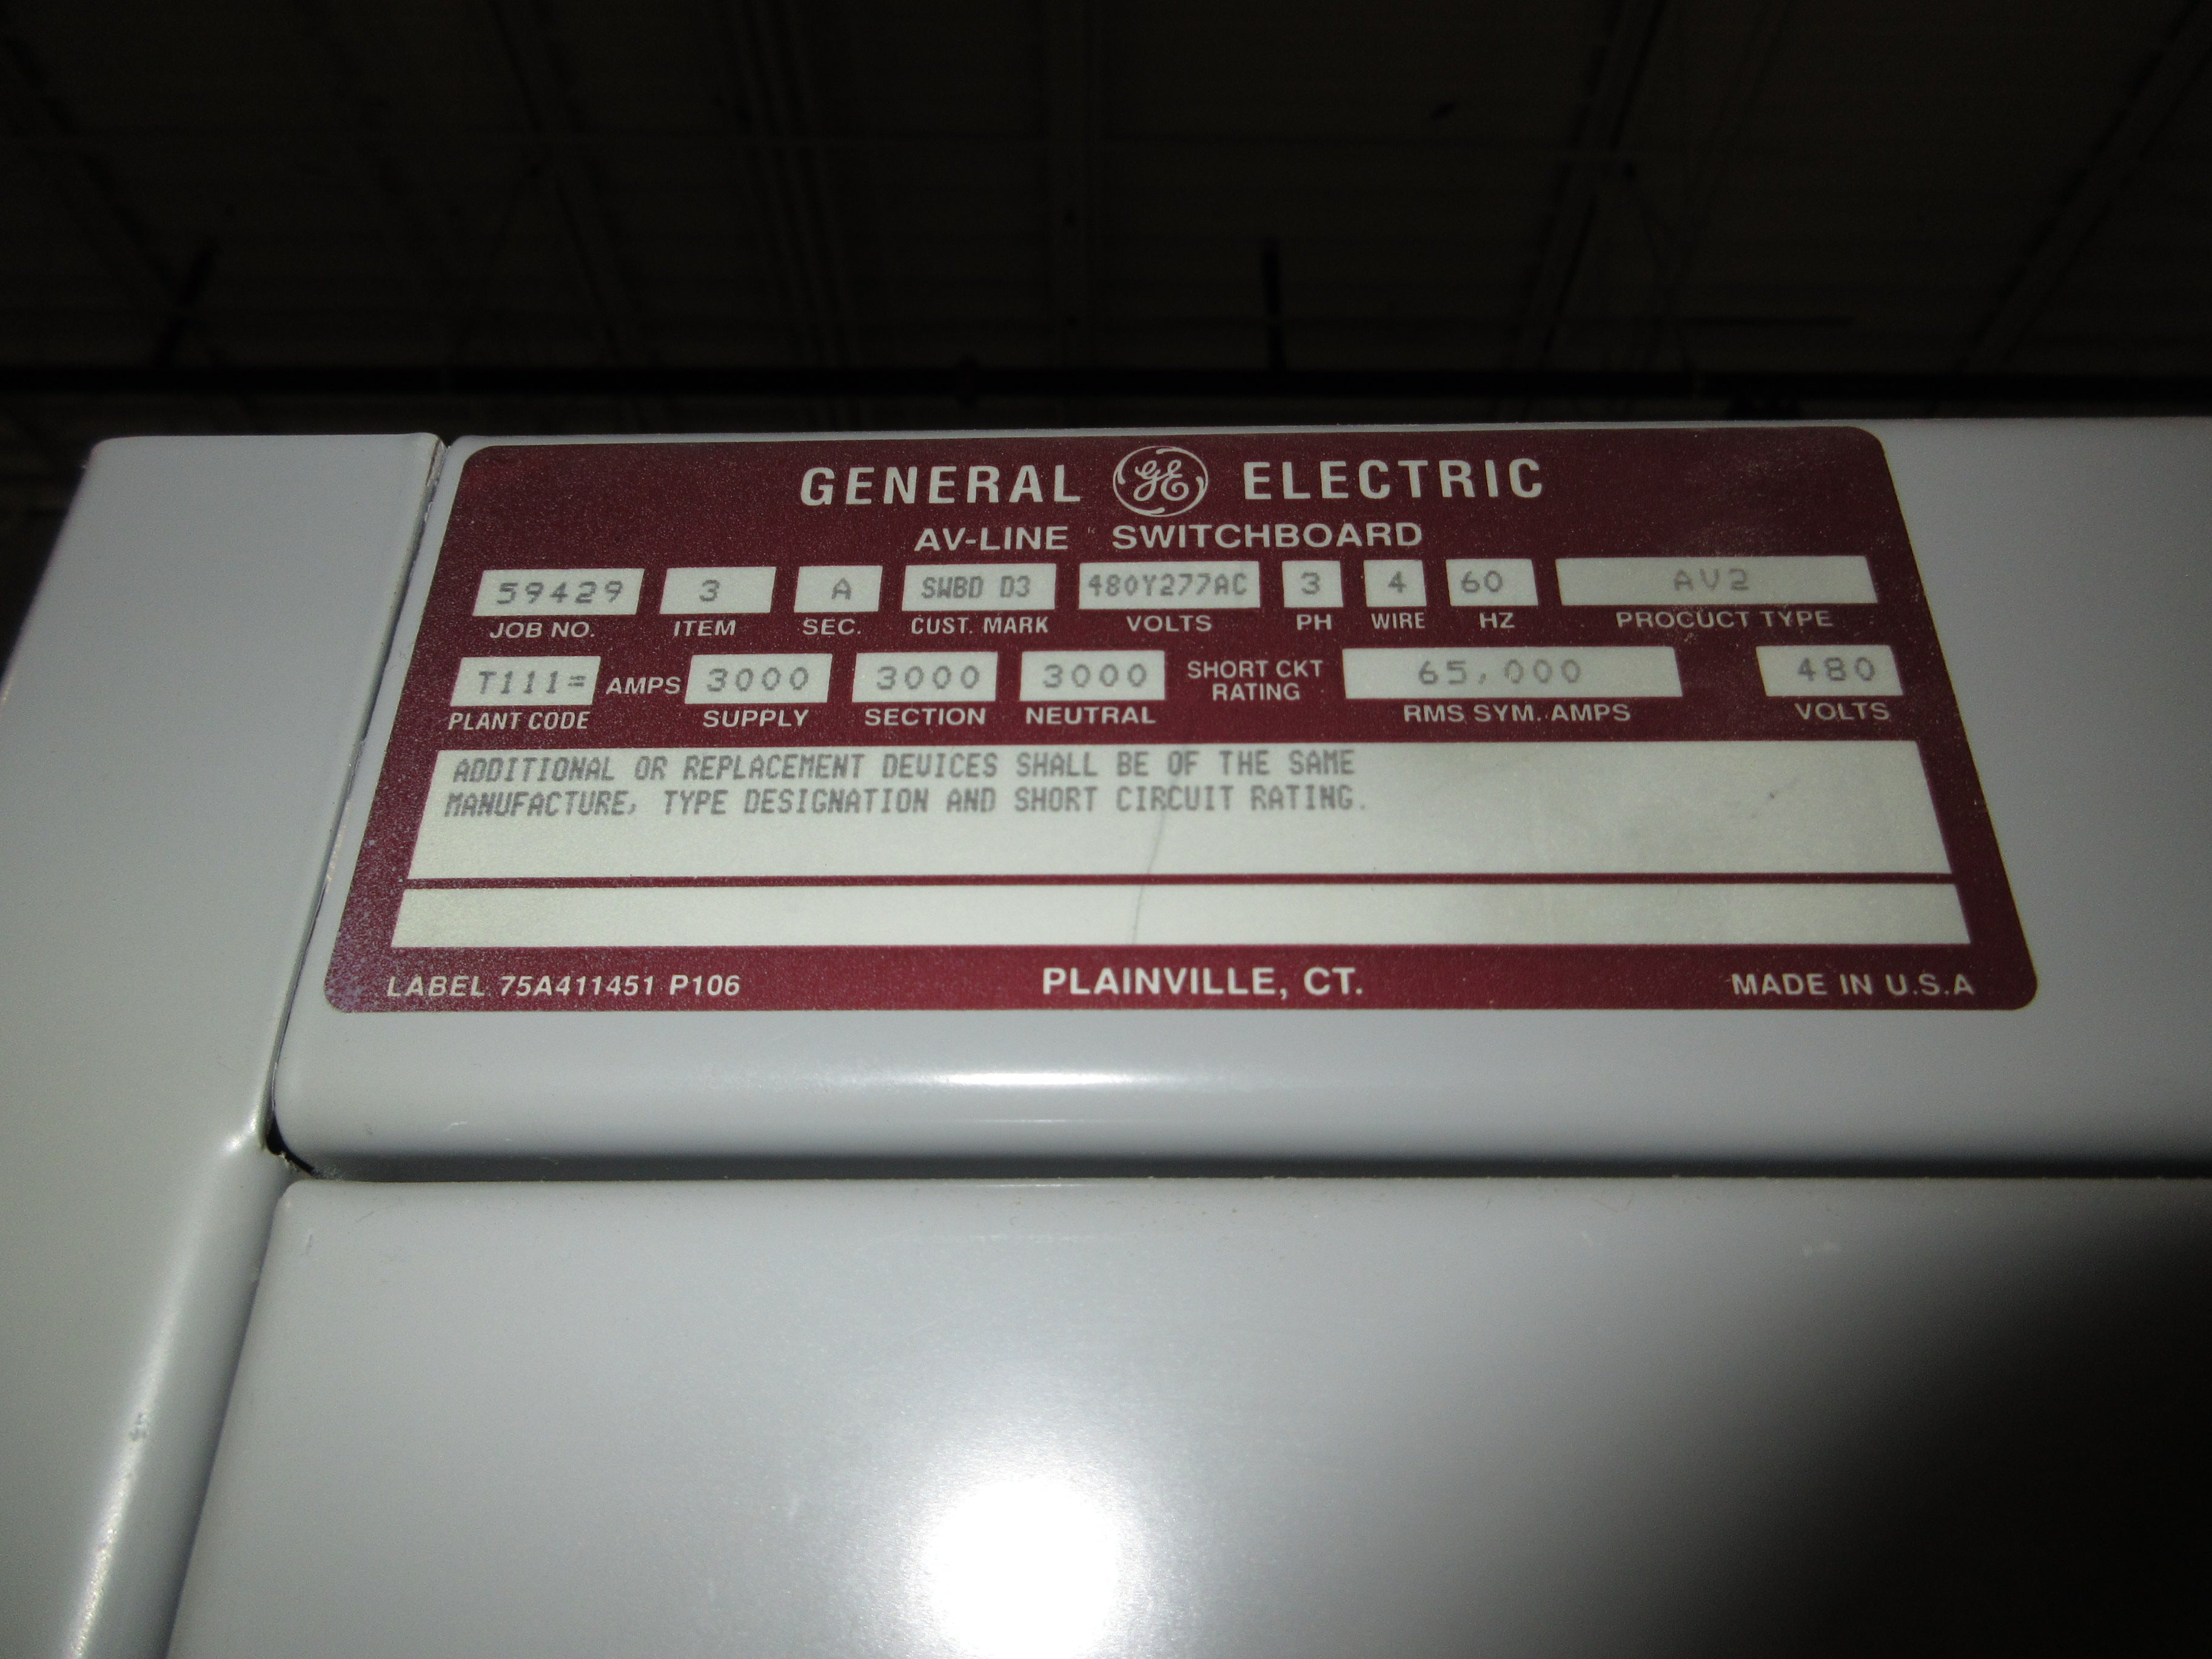 GENERAL GE ELECTRIC
AV-LINE SWITCHBOARD
59429 3 A SWBD D3 480Y277AC 3 4 60 AV2
JOB NO. ITEM SEC. CUST. MARK VOLTS PH WIRE HZ PROCUCT TYPE
T111= AMPS 3000 3000 3000 SHORT CKT RATING 65,000 480
PLANT CODE SUPPLY SECTION NEUTRAL RMS SYM. AMPS VOLTS
ADDITIONAL OR REPLACEMENT DEVICES SHALL BE OF THE SAME
MANUFACTURE, TYPE DESIGNATION AND SHORT CIRCUIT RATING.
LABEL 75A411451 P106 PLAINVILLE, CT. MADE IN U.S.A